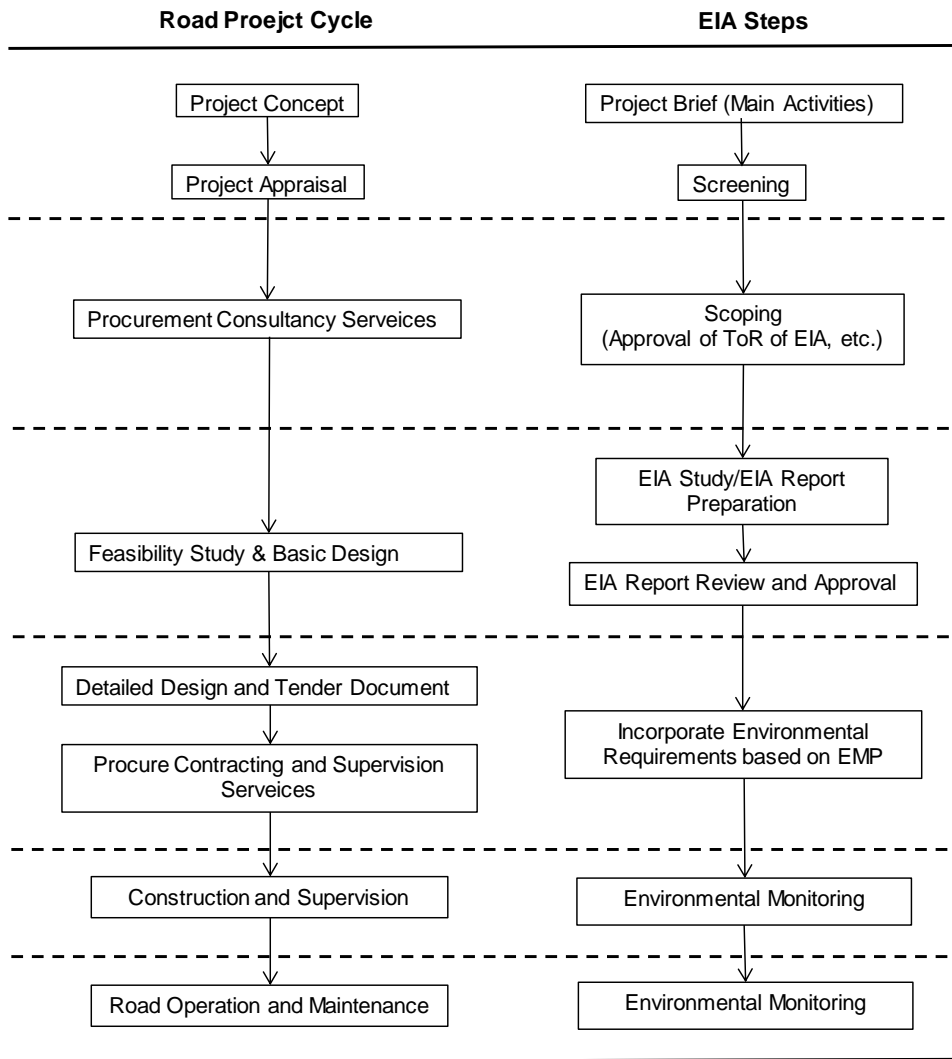 Road Proejct Cycle
EIA Steps
Project Concept
Project Brief (Main Activities)
Project Appraisal
Screening
Procurement Consultancy Serveices
Scoping
(Approval of ToR of EIA, etc.)
EIA Study/EIA Report
Preparation
Feasibility Study & Basic Design
EIA Report Review and Approval
Detailed Design and Tender Document
Incorporate Environmental
Requirements based on EMP
Procure Contracting and Supervision
Serveices
Construction and Supervision
Environmental Monitoring
Road Operation and Maintenance
Environmental Monitoring